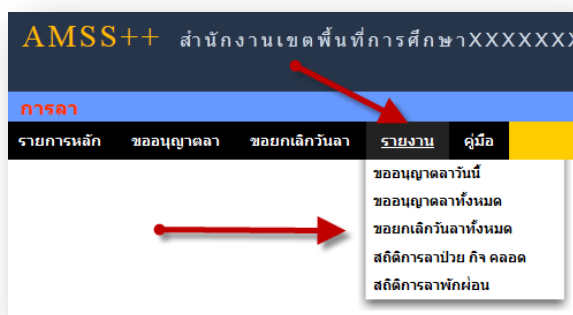 AMSS++ สำนักงานเขตพื้นที่การศึกษาXXXXXXX
การลา
รายการหลัก ขออนุญาตลา ขอยกเลิกวันลา รายงาน คู่มือ
ขออนุญาตลาวันนี้
ขออนุญาตลาทั้งหมด
ขอยกเลิกวันลาทั้งหมด
สถิติการลาป่วย กิจ คลอด
สถิติการลาพักผ่อน